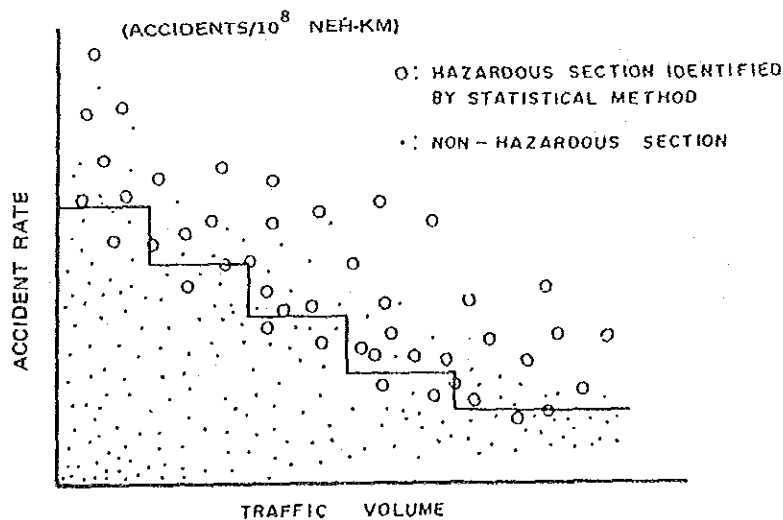 (ACCIDENTS/10⁸ NEH-KM)
O: HAZARDOUS SECTION IDENTIFIED
BY STATISTICAL METHOD
·: NON-HAZARDOUS SECTION
ACCIDENT RATE
TRAFFIC VOLUME